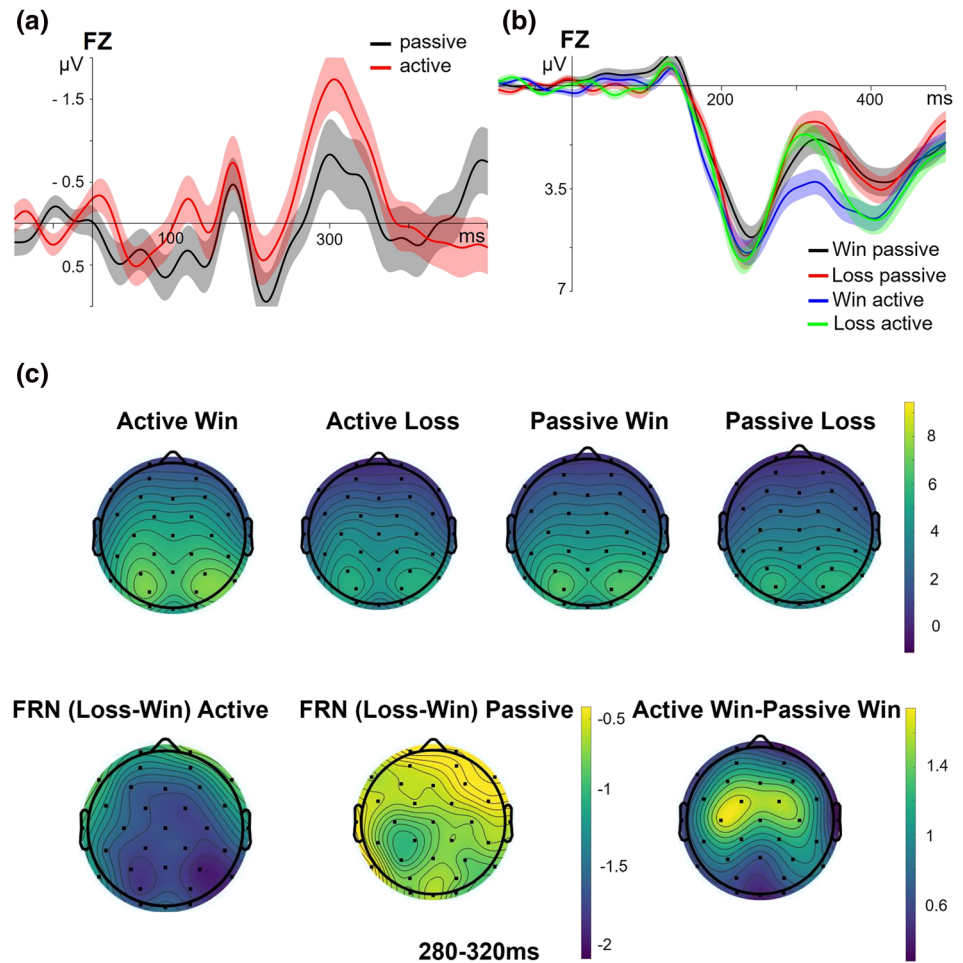 (a)
FZ
µV
passive
active
- 1.5
- 0.5
0.5
100
300
ms
(b)
FZ
µV
200
400
ms
3.5
7
Win passive
Loss passive
Win active
Loss active
(c)
Active Win
Active Loss
Passive Win
Passive Loss
8
6
4
2
0
FRN (Loss-Win) Active
FRN (Loss-Win) Passive
Active Win-Passive Win
-0.5
-1
-1.5
-2
1.4
1
0.6
280-320ms